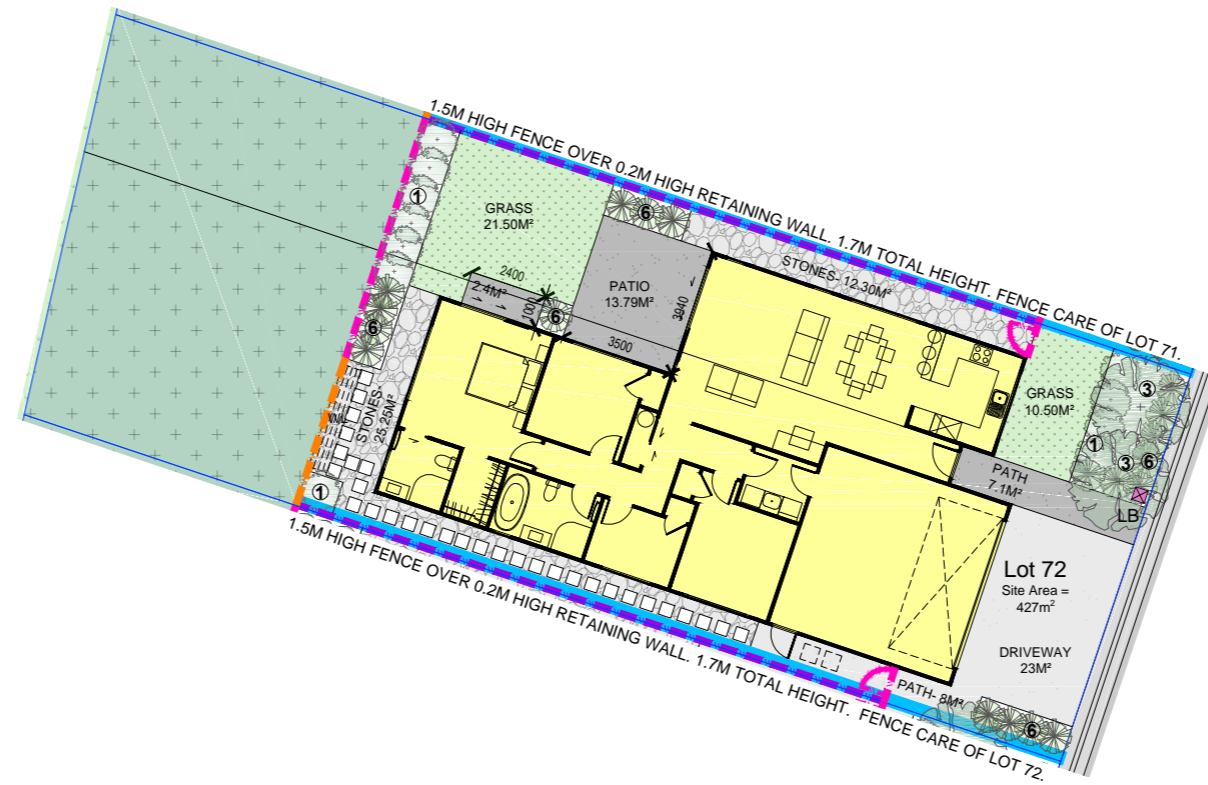 1.5M HIGH FENCE OVER 0.2M HIGH RETAINING WALL. 1.7M TOTAL HEIGHT. FENCE CARE OF LOT 71.
1
GRASS
21.50M²
6
STONES- 12.30M²
2400
2.4M²
1000
6
PATIO
13.79M²
3940
3500
6
STONES-
25.25M²
1
GRASS
10.50M²
3
1
3
6
PATH
7.1M²
LB
Lot 72
Site Area =
427m²
DRIVEWAY
23M²
PATH- 8M²
6
1.5M HIGH FENCE OVER 0.2M HIGH RETAINING WALL. 1.7M TOTAL HEIGHT. FENCE CARE OF LOT 72.